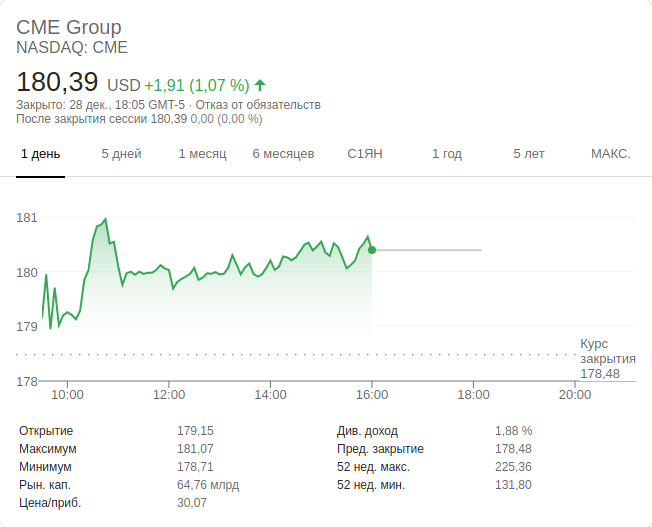 CME Group
NASDAQ: CME
180,39 USD +1,91 (1,07 %)
Закрыто: 28 дек., 18:05 GMT-5 · Отказ от обязательств
После закрытия сессии 180,39 0,00 (0,00 %)
1 день 5 дней 1 месяц 6 месяцев С1ЯН 1 год 5 лет МАКС.
181
180
179
Курс
закрытия
178,48
178
10:00 12:00 14:00 16:00 18:00 20:00
Открытие 179,15 Див. доход 1,88 %
Максимум 181,07 Пред. закрытие 178,48
Минимум 178,71 52 нед. макс. 225,36
Рын. кап. 64,76 млрд 52 нед. мин. 131,80
Цена/приб. 30,07